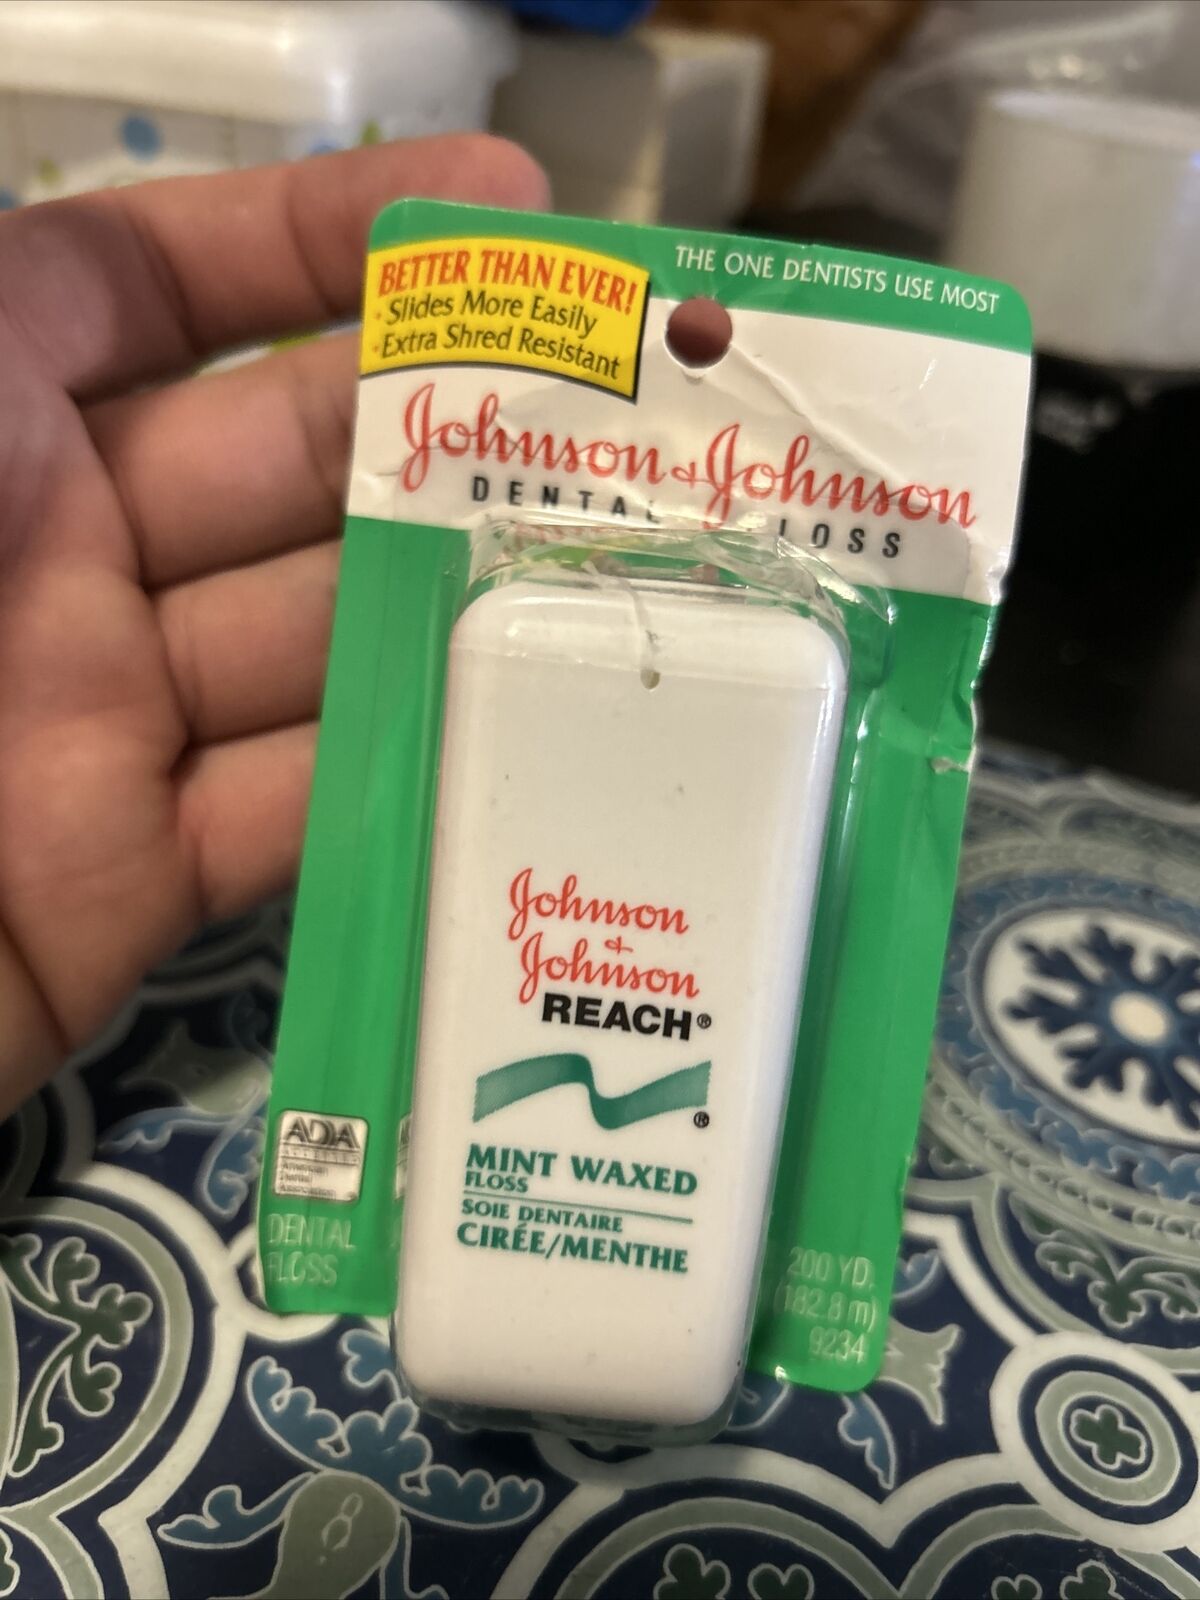 THE ONE DENTISTS USE MOST
BETTER THAN EVER!
· Slides More Easily
· Extra Shred Resistant
Johnson & Johnson
DENTAL FLOSS
Johnson
&
Johnson
REACH®
®
MINT WAXED
FLOSS
SOIE DENTAIRE
CIRÉE/MENTHE
ADA
ACCEPTED
American
Dental
Association
DENTAL
FLOSS
200 YD.
(182.8 m)
9234